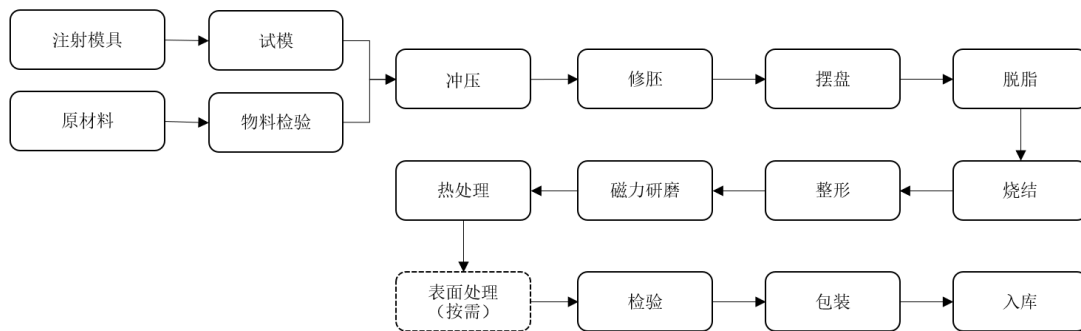 注射模具
试模
原材料
物料检验
冲压
修胚
摆盘
脱脂
烧结
整形
磁力研磨
热处理
表面处理
（按需）
检验
包装
入库